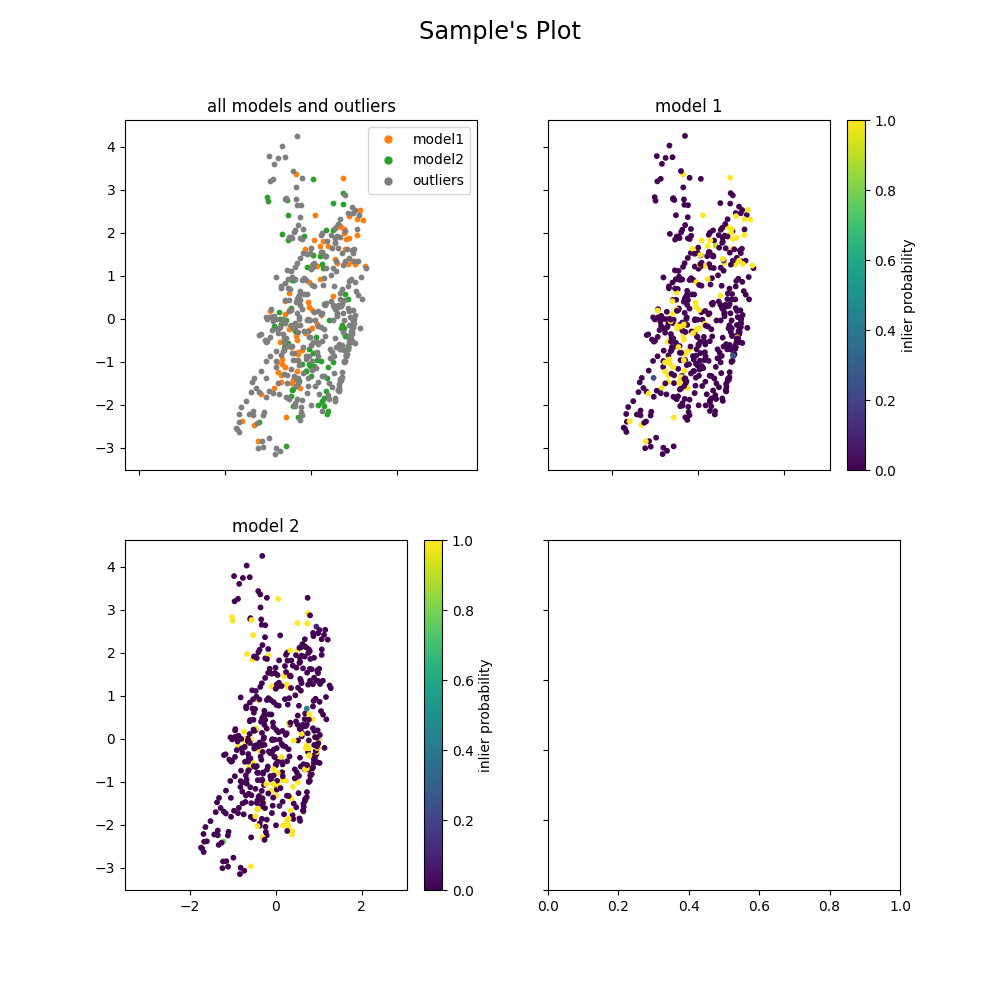 Sample's Plot
all models and outliers
model1
model2
outliers
4
3
2
1
0
−1
−2
−3
model 1
1.0
0.8
0.6
0.4
0.2
0.0
inlier probability
model 2
4
3
2
1
0
−1
−2
−3
−2 0 2
1.0
0.8
0.6
0.4
0.2
0.0
inlier probability
0.0 0.2 0.4 0.6 0.8 1.0